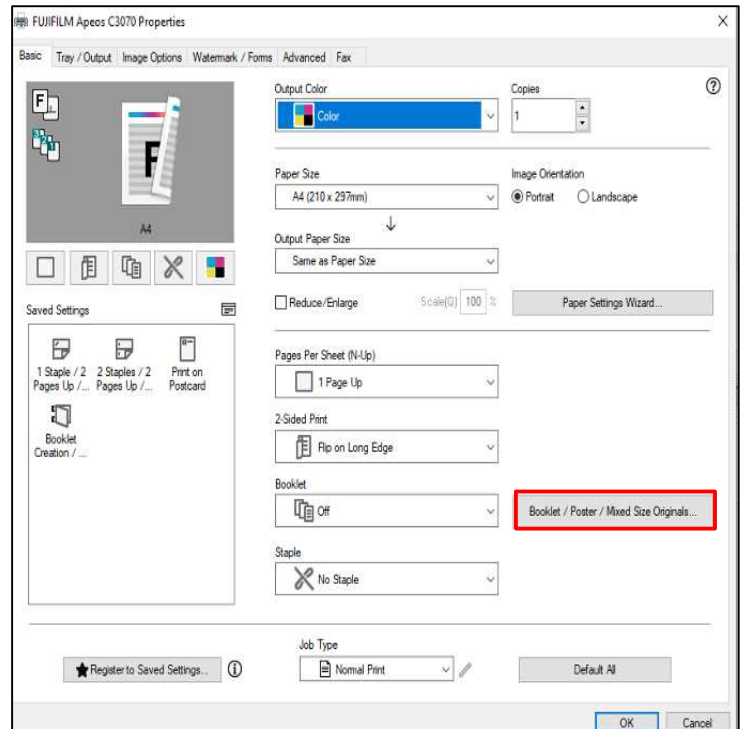 FUJIFILM Apeos C3070 Properties
Basic Tray / Output Image Options Watermark / Forms Advanced Fax
A4
Saved Settings
1 Staple / 2 Pages Up /...
2 Staples / 2 Pages Up /...
Print on Postcard
Booklet Creation / ...
Output Color
Color
Copies
1
Paper Size
A4 (210 x 297mm)
Image Orientation
Portrait Landscape
Output Paper Size
Same as Paper Size
Reduce/Enlarge Scale(Q) 100 %
Paper Settings Wizard...
Pages Per Sheet (N-Up)
1 Page Up
2-Sided Print
Flip on Long Edge
Booklet
Off
Booklet / Poster / Mixed Size Originals...
Staple
No Staple
Register to Saved Settings...
Job Type
Normal Print
Default All
OK Cancel